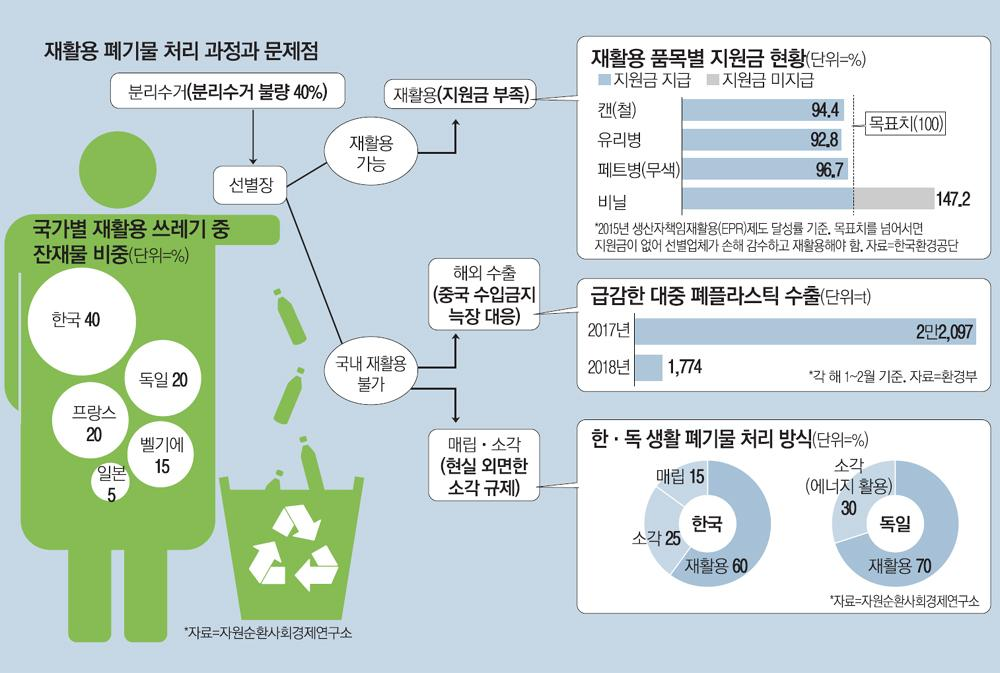 재활용 폐기물 처리 과정과 문제점
분리수거(분리수거 불량 40%)
선별장
재활용
가능
재활용(지원금 부족)
국내 재활용
불가
해외 수출
(중국 수입금지
늑장 대응)
매립·소각
(현실 외면한
소각 규제)
국가별 재활용 쓰레기 중
잔재물 비중(단위=%)
한국 40
독일 20
프랑스
20
벨기에
15
일본
5
*자료=자원순환사회경제연구소
재활용 품목별 지원금 현황(단위=%)
지원금 지급 지원금 미지급
캔(철) 94.4
목표치(100)
유리병 92.8
페트병(무색) 96.7
비닐 147.2
*2015년 생산자책임재활용(EPR)제도 달성률 기준. 목표치를 넘어서면
지원금이 없어 선별업체가 손해 감수하고 재활용해야 함. 자료=한국환경공단
급감한 대중 폐플라스틱 수출(단위=t)
2017년 2만2,097
2018년 1,774
*각 해 1~2월 기준. 자료=환경부
한·독 생활 폐기물 처리 방식(단위=%)
매립 15
소각 25
한국
재활용 60
소각
(에너지 활용)
30
독일
재활용 70
*자료=자원순환사회경제연구소